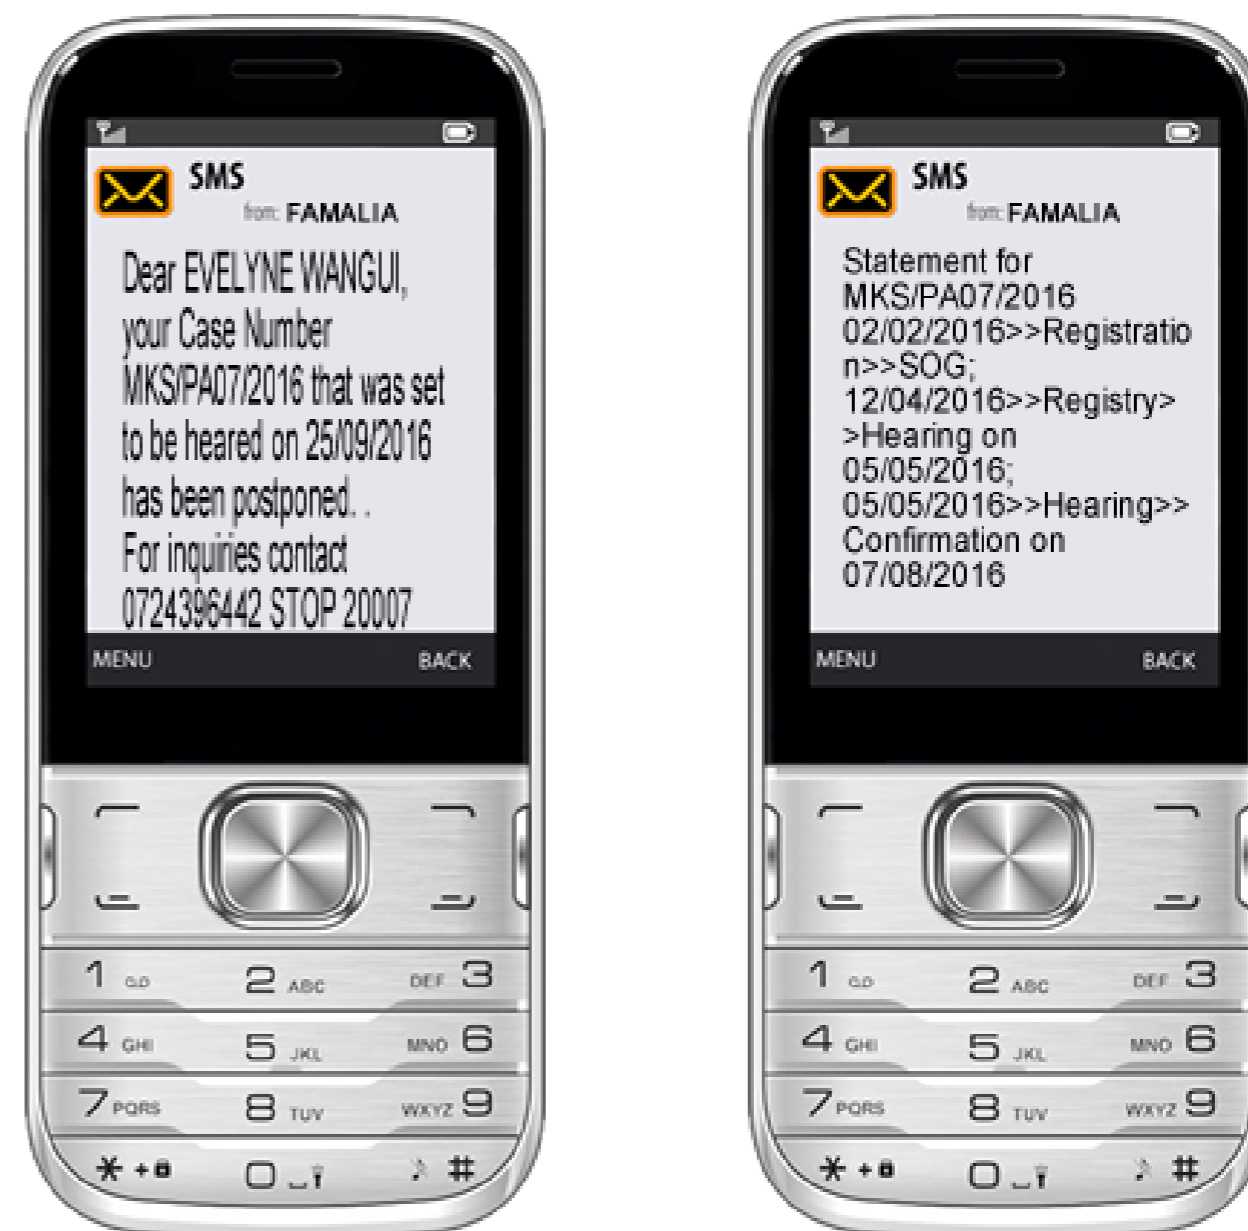 SMS
from: FAMALIA
Dear EVELYNE WANGUI,
your Case Number
MKS/PA07/2016 that was set
to be heared on 25/09/2016
has been postponed. .
For inquiries contact
0724396442 STOP 20007
MENU BACK
1
2 ABC
DEF 3
4 GHI
5 JKL
MNO 6
7 PQRS
8 TUV
WXYZ 9
* +
0
#
SMS
from: FAMALIA
Statement for
MKS/PA07/2016
02/02/2016>>Registratio
n>>SOG;
12/04/2016>>Registry>
>Hearing on
05/05/2016;
05/05/2016>>Hearing>>
Confirmation on
07/08/2016
MENU BACK
1
2 ABC
DEF 3
4 GHI
5 JKL
MNO 6
7 PQRS
8 TUV
WXYZ 9
* +
0
#